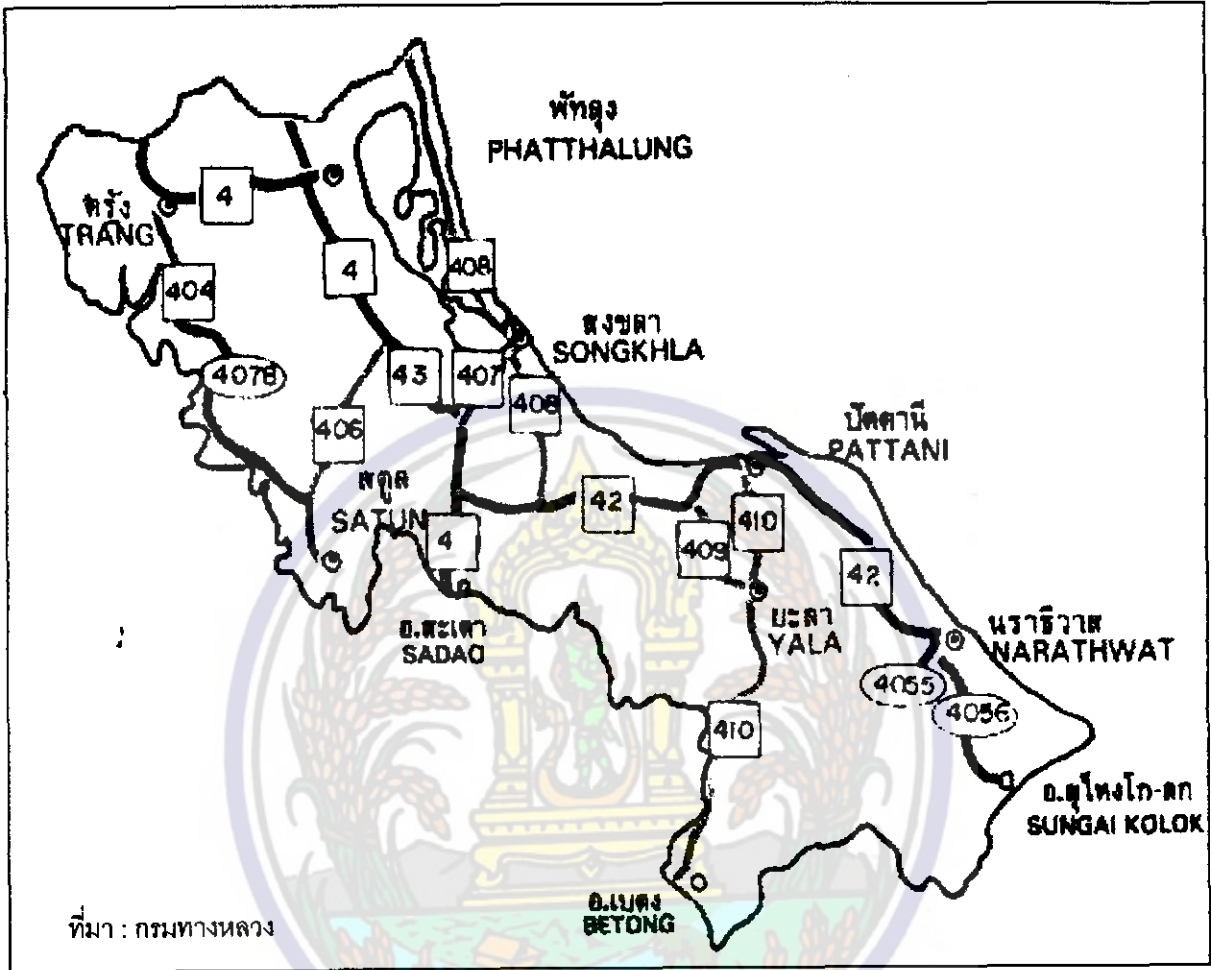 พัทลุง
PHATTHALUNG
4
ตรัง
TRANG
4
408
404
สงขลา
SONGKHLA
43
407
4078
408
406
ปัตตานี
PATTANI
สตูล
SATUN
42
410
4
409
42
อ.สะเดา
SADAO
ยะลา
YALA
นราธิวาส
NARATHWAT
4055
4056
410
อ.สุไหงโก-ลก
SUNGAI KOLOK
อ.เบตง
BETONG
ที่มา : กรมทางหลวง